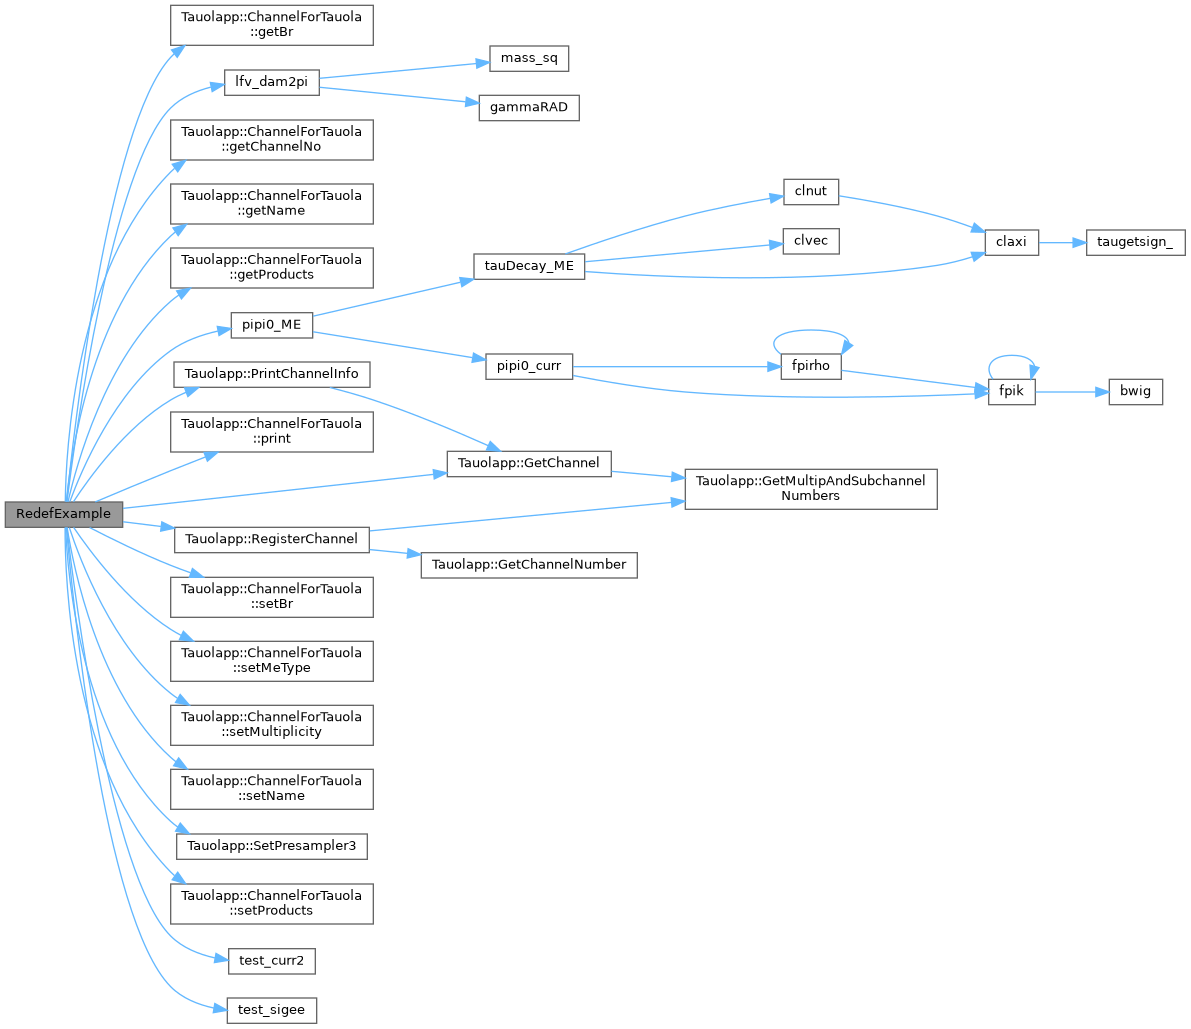 Tauolapp::ChannelForTauola
::getBr
mass_sq
lfv_dam2pi
gammaRAD
Tauolapp::ChannelForTauola
::getChannelNo
Tauolapp::ChannelForTauola
::getName
clnut
clvec
claxi
taugetsign_
Tauolapp::ChannelForTauola
::getProducts
tauDecay_ME
pipi0_ME
pipi0_curr
fpirho
Tauolapp::PrintChannelInfo
fpik
bwig
Tauolapp::ChannelForTauola
::print
Tauolapp::GetChannel
Tauolapp::GetMultipAndSubchannel
Numbers
RedefExample
Tauolapp::RegisterChannel
Tauolapp::GetChannelNumber
Tauolapp::ChannelForTauola
::setBr
Tauolapp::ChannelForTauola
::setMeType
Tauolapp::ChannelForTauola
::setMultiplicity
Tauolapp::ChannelForTauola
::setName
Tauolapp::SetPresampler3
Tauolapp::ChannelForTauola
::setProducts
test_curr2
test_sigee